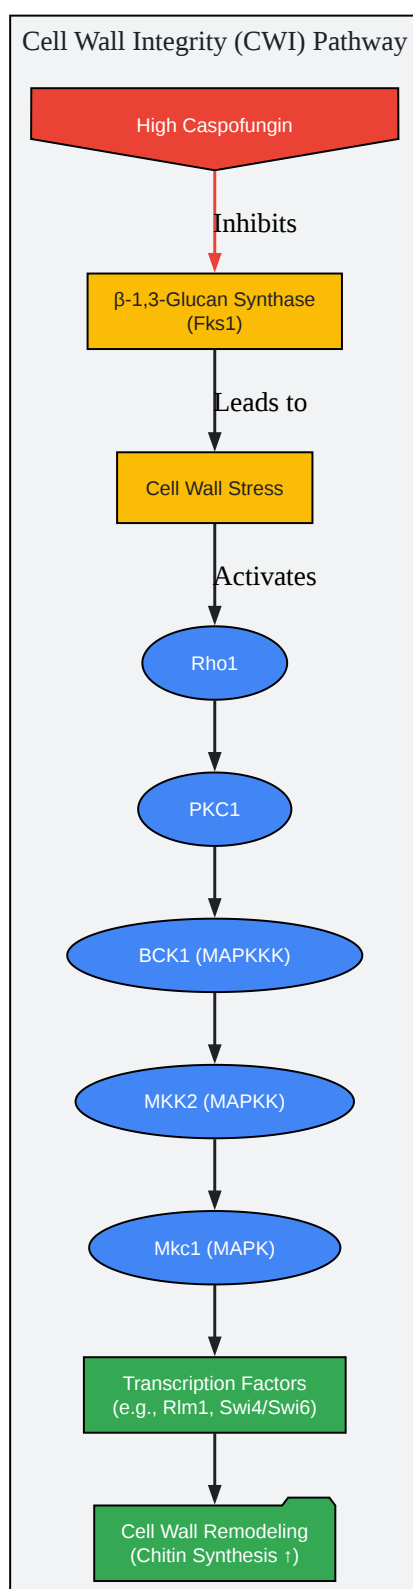 Cell Wall Integrity (CWI) Pathway
High Caspofungin
Inhibits
β-1,3-Glucan Synthase
(Fks1)
Leads to
Cell Wall Stress
Activates
Rho1
PKC1
BCK1 (MAPKKK)
MKK2 (MAPKK)
Mkc1 (MAPK)
Transcription Factors
(e.g., Rlm1, Swi4/Swi6)
Cell Wall Remodeling
(Chitin Synthesis ↑)